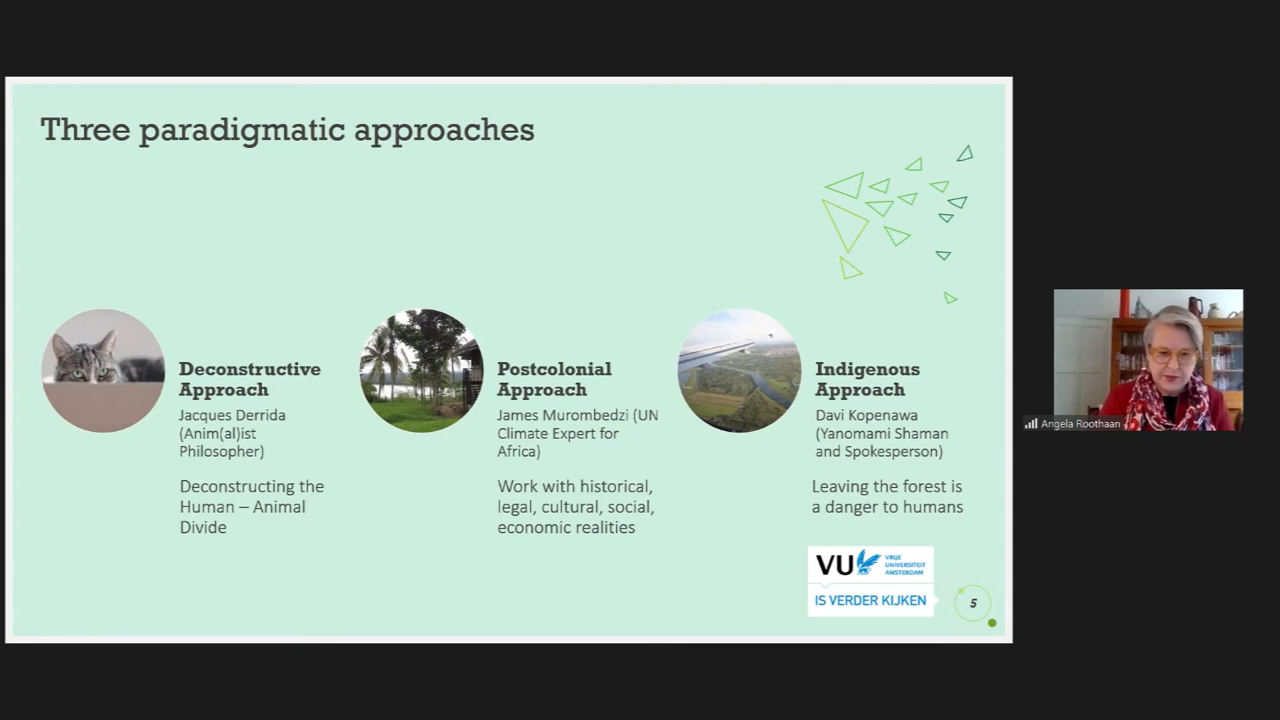 Three paradigmatic approaches
Deconstructive
Approach
Jacques Derrida
(Anim(al)ist
Philosopher)
Deconstructing the
Human – Animal
Divide
Postcolonial
Approach
James Murombedzi (UN
Climate Expert for
Africa)
Work with historical,
legal, cultural, social,
economic realities
Indigenous
Approach
Davi Kopenawa
(Yanomami Shaman
and Spokesperson)
Leaving the forest is
a danger to humans
VU
VRIJE
UNIVERSITEIT
AMSTERDAM
IS VERDER KIJKEN
5
Angela Roothaan